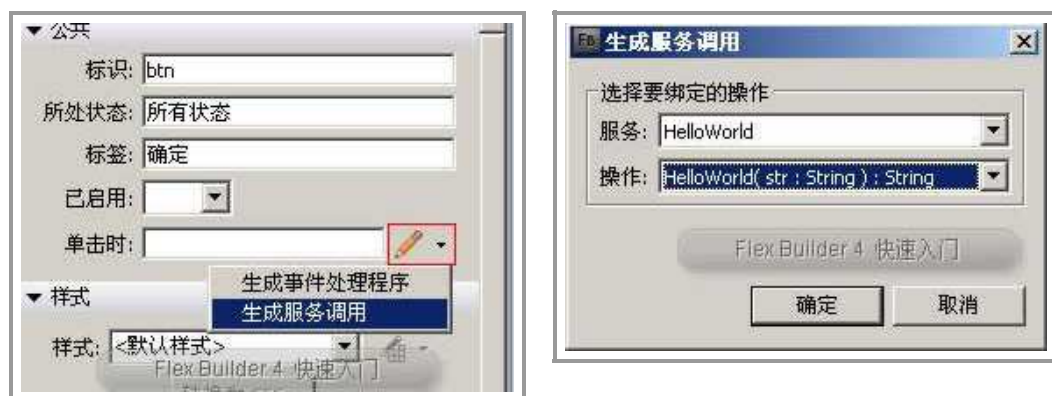 公共
标识: btn
所处状态: 所有状态
标签: 确定
已启用:
单击时:
生成事件处理程序
生成服务调用
样式
样式: <默认样式>
Flex Builder 4 快速入门
生成服务调用
选择要绑定的操作
服务: HelloWorld
操作: HelloWorld( str : String ) : String
Flex Builder 4 快速入门
确定 取消